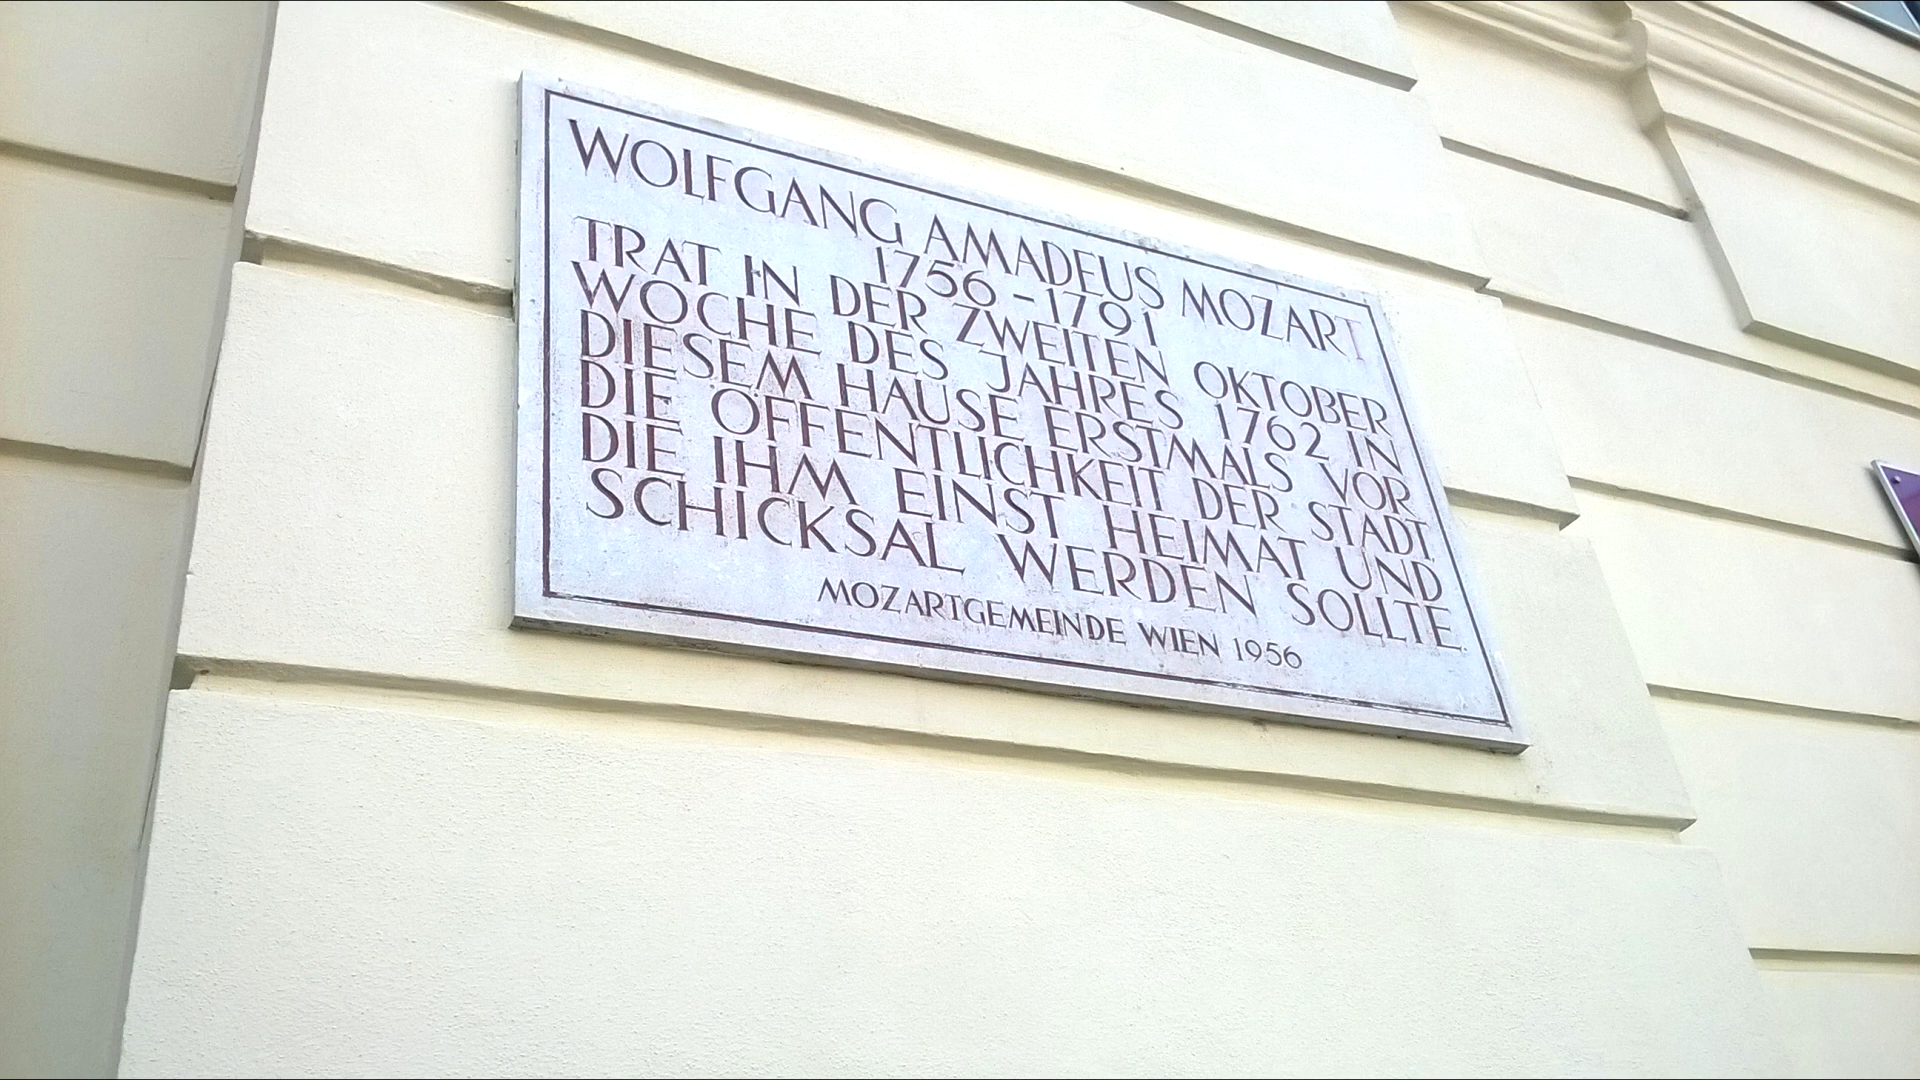 WOLFGANG AMADEUS MOZART
1756-1791
TRAT IN DER ZWEITEN OKTOBER
WOCHE DES JAHRES 1762 IN
DIESEM HAUSE ERSTMALS VOR
DIE ÖFFENTLICHKEIT DER STADT
DIE IHM EINST HEIMAT UND
SCHICKSAL WERDEN SOLLTE.
MOZARTGEMEINDE WIEN 1956